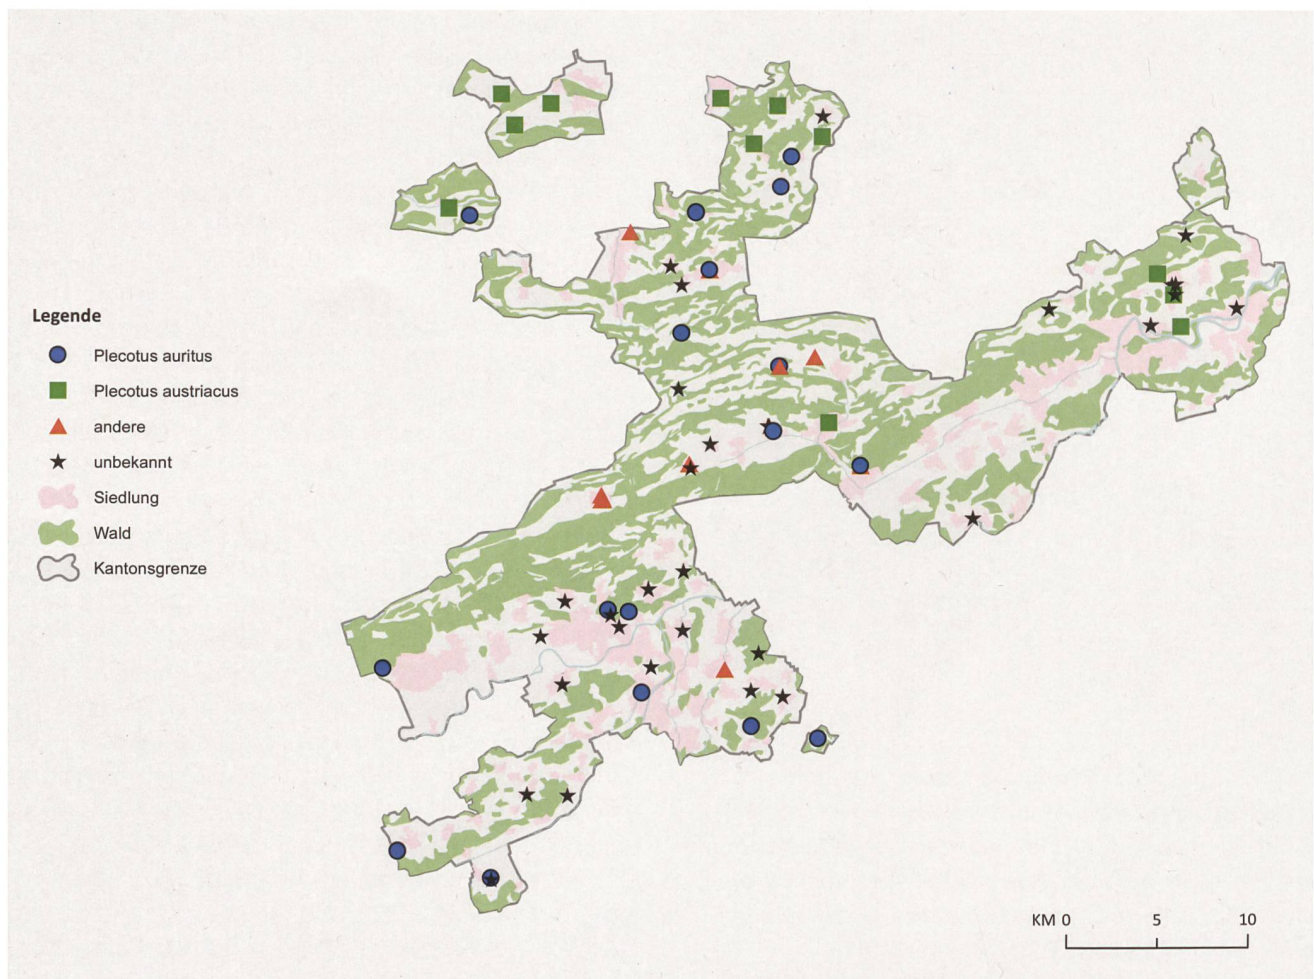 Legende
Plecotus auritus
Plecotus austriacus
andere
unbekannt
Siedlung
Wald
Kantonsgrenze
KM 0 5 10